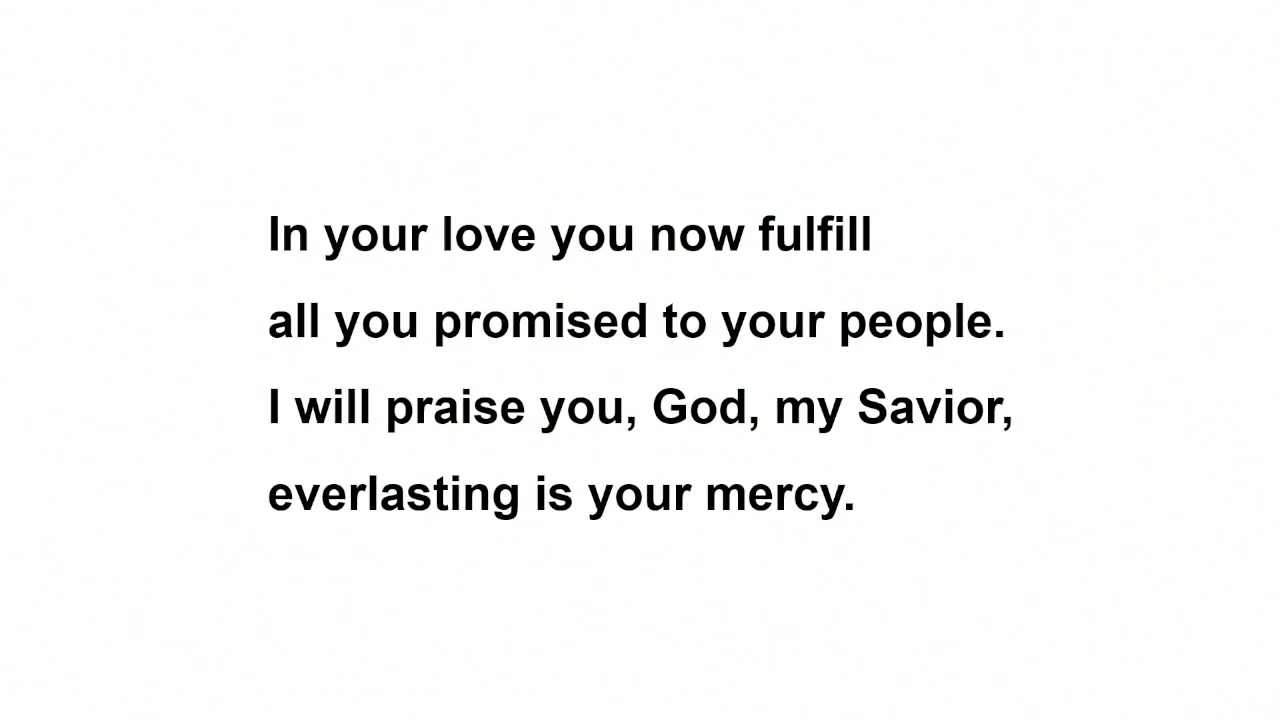 In your love you now fulfill
all you promised to your people.
I will praise you, God, my Savior,
everlasting is your mercy.